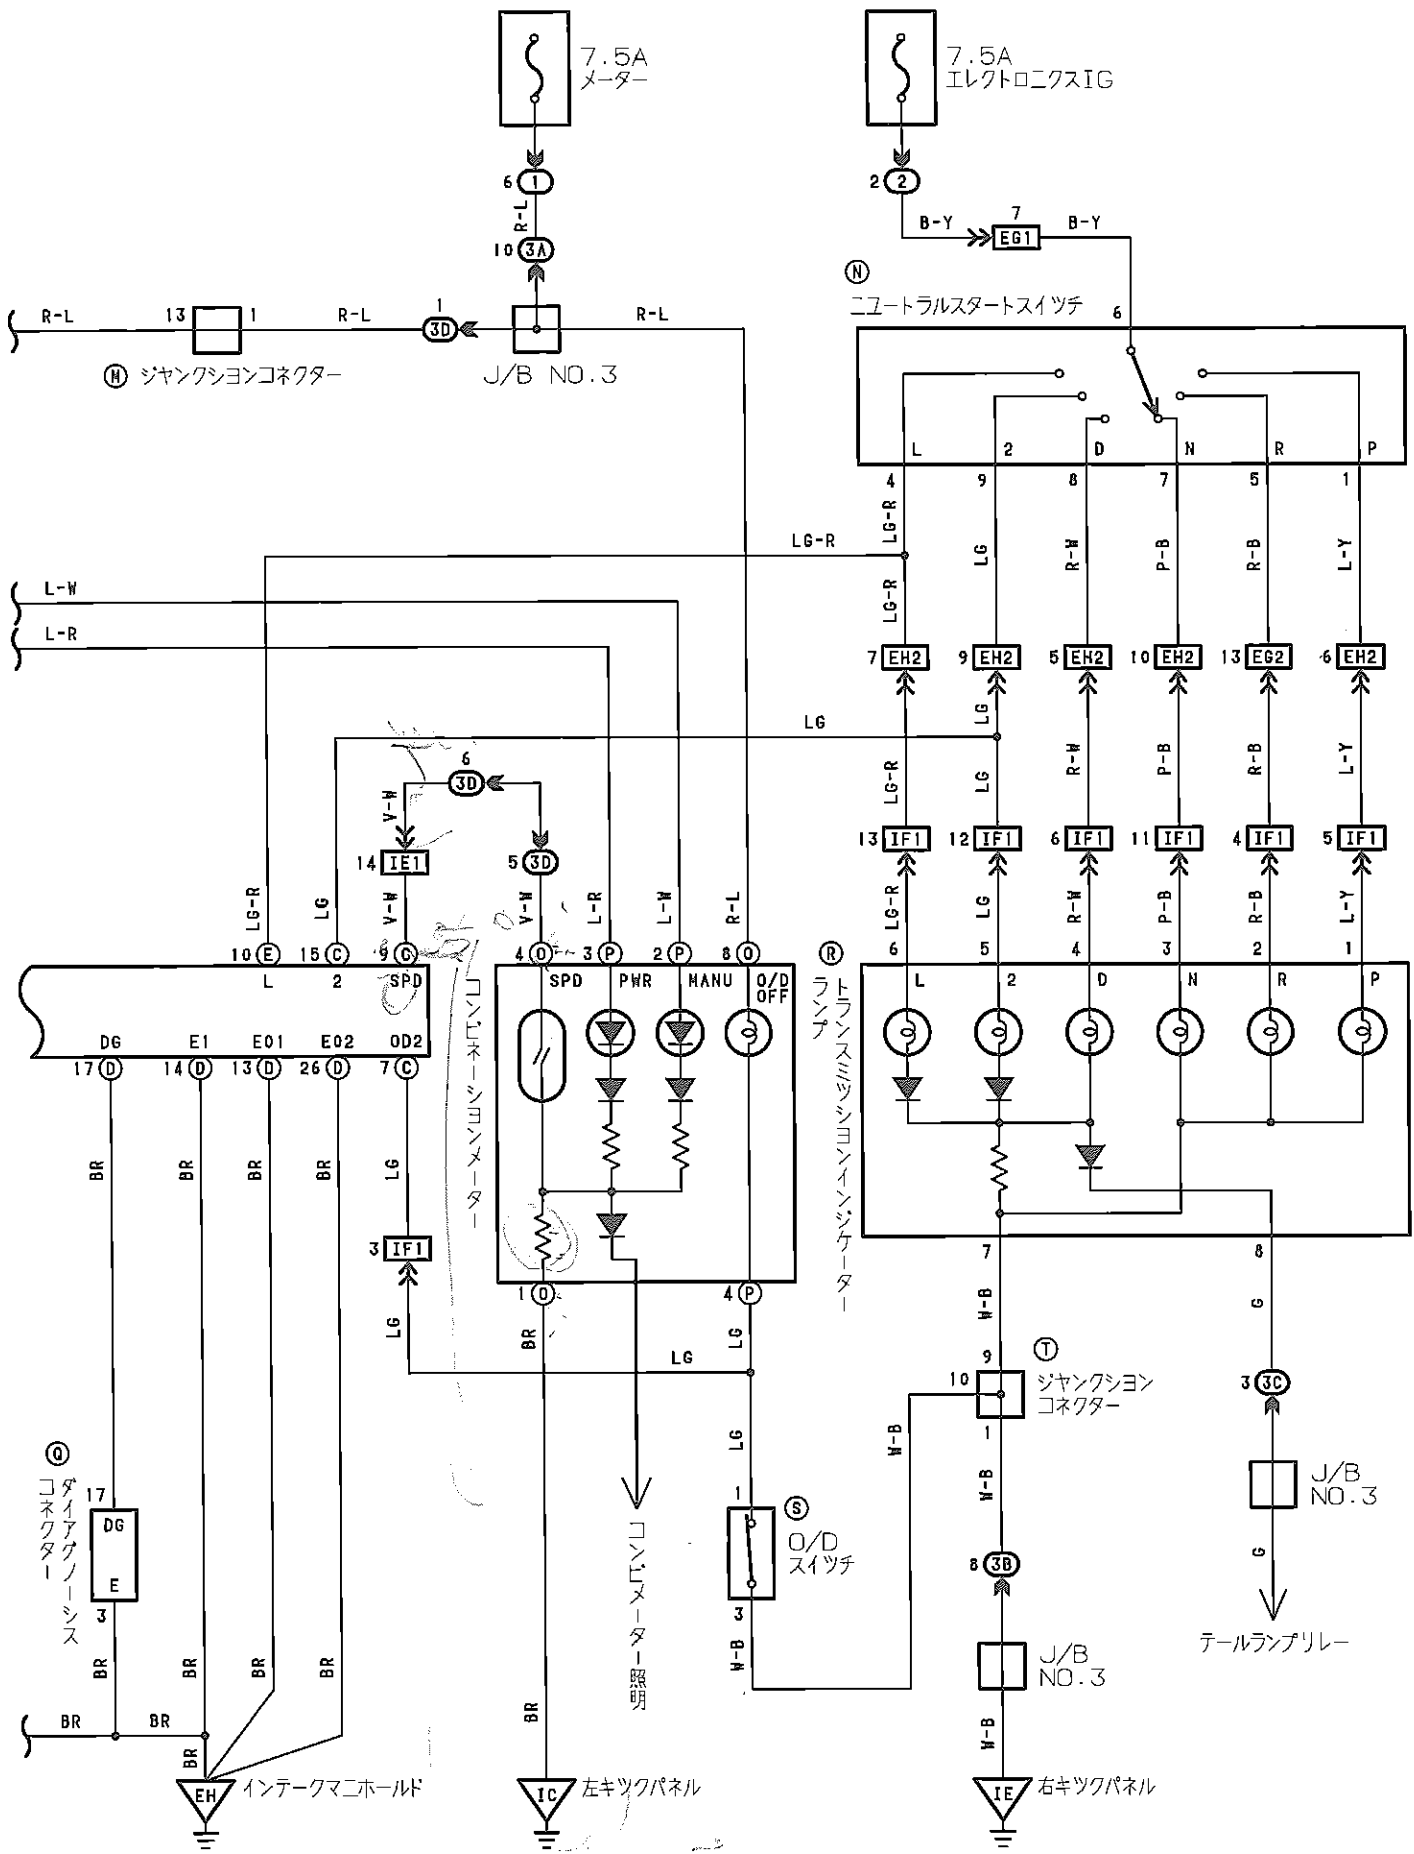 7.5A
メーター
7.5A
エレクトロニクスIG
6 1
2 2
R-L
B-Y
7
EG1
B-Y
10 3A
N
ニユートラルスタートスイツチ
6
R-L
13
1
R-L
1
3D
R-L
M ジヤンクシヨンコネクター
J/B NO.3
L
2
D
N
R
P
4
9
8
7
5
1
LG-R
LG
R-W
P-B
R-B
L-Y
LG-R
LG-R
L-W
L-R
7 EH2
9 EH2
5 EH2
10 EH2
13 EG2
6 EH2
LG
LG
6
3D
V-W
LG-R
LG
R-W
P-B
R-B
L-Y
14 IE1
5 3D
13 IF1
12 IF1
6 IF1
11 IF1
4 IF1
5 IF1
LG-R
LG
V-W
V-W
L-R
L-W
R-L
LG-R
LG
R-W
P-B
R-B
L-Y
10 E
15 C
9 G
4 O
3 P
2 P
8 O
R
トランスミツシヨンインジケーター
ランプ
6
5
4
3
2
1
L
2
SPD
コンビネーシヨンメーター
SPD
PWR
MANU
O/D
OFF
L
2
D
N
R
P
DG
E1
E01
E02
OD2
17 D
14 D
13 D
26 D
7 C
BR
BR
BR
BR
LG
3 IF1
LG
1 O
4 P
BR
LG
LG
7
8
W-B
G
9
T
10
ジヤンクシヨン
コネクター
1
3 3C
W-B
LG
W-B
Q
ダイアグノーシス
コネクター
17
DG
E
3
1
S
O/D
スイツチ
3
J/B
NO.3
8 3B
G
コンビメーター照明
テールランプリレー
W-B
J/B
NO.3
BR
BR
BR
BR
BR
BR
BR
BR
W-B
EH インテークマニホールド
IC 左キツクパネル
IE 右キツクパネル